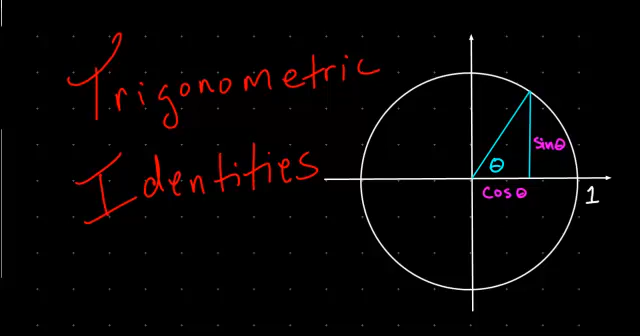 Trigonometric
Identities
sinθ
θ
cosθ
1